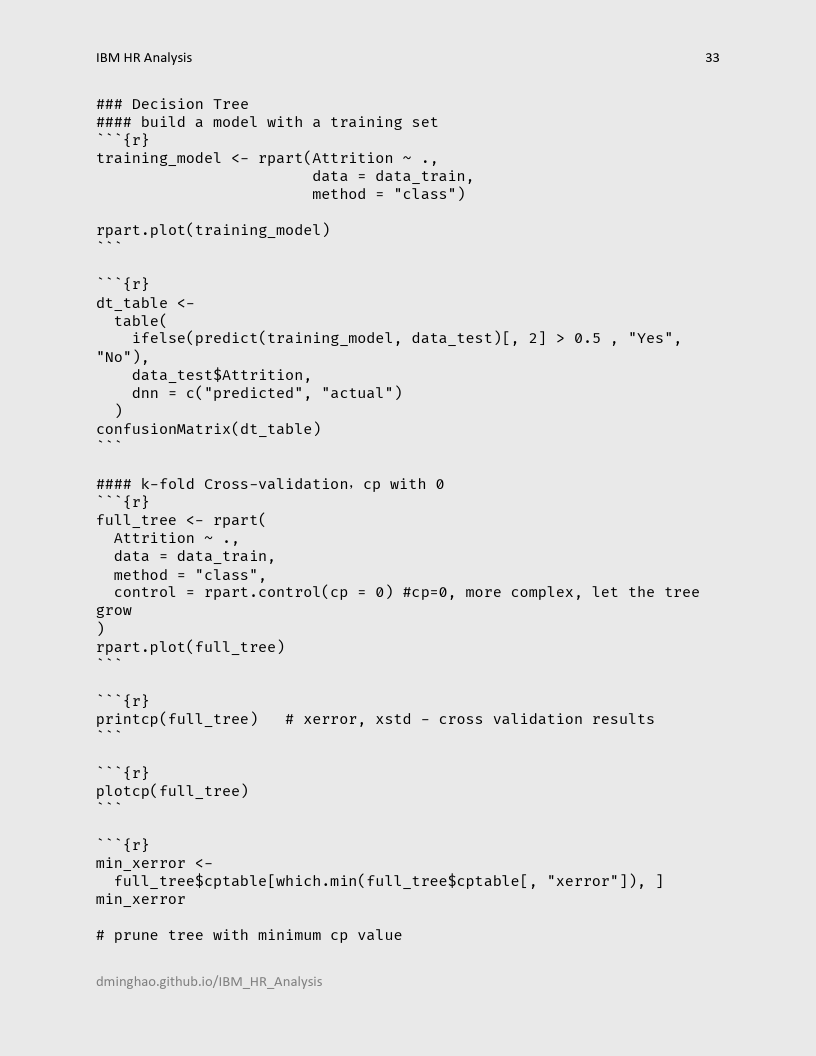 IBM HR Analysis 33
### Decision Tree
#### build a model with a training set
```{r}
training_model <- rpart(Attrition ~ .,
                        data = data_train,
                        method = "class")

rpart.plot(training_model)
```

```{r}
dt_table <-
  table(
    ifelse(predict(training_model, data_test)[, 2] > 0.5 , "Yes",
"No"),
    data_test$Attrition,
    dnn = c("predicted", "actual")
  )
confusionMatrix(dt_table)
```

#### k-fold Cross-validation，cp with 0
```{r}
full_tree <- rpart(
  Attrition ~ .,
  data = data_train,
  method = "class",
  control = rpart.control(cp = 0) #cp=0, more complex, let the tree
grow
)
rpart.plot(full_tree)
```

```{r}
printcp(full_tree)   # xerror, xstd - cross validation results
```

```{r}
plotcp(full_tree)
```

```{r}
min_xerror <-
  full_tree$cptable[which.min(full_tree$cptable[, "xerror"]), ]
min_xerror

# prune tree with minimum cp value
dminghao.github.io/IBM_HR_Analysis